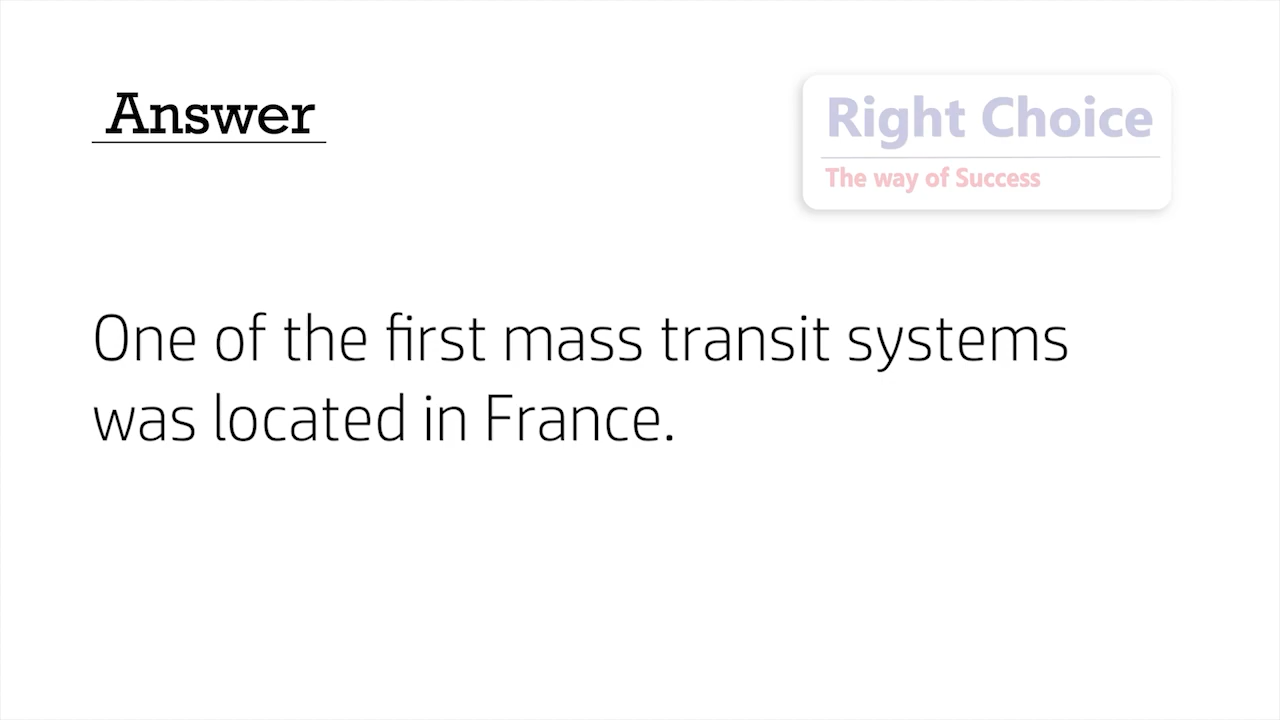 Answer
Right Choice
The way of Success
One of the first mass transit systems
was located in France.